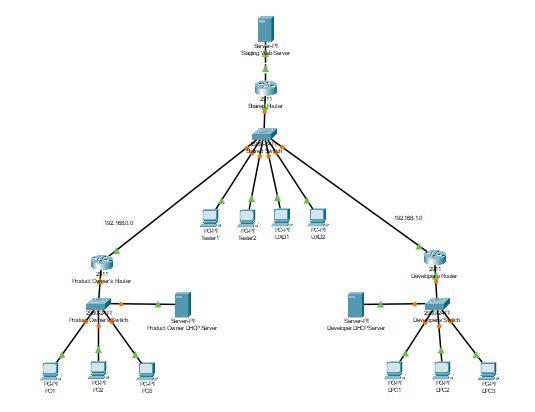 Server-PT
Staging Web Server
2911
Shared Router
Shared Switch
PC-PT
Tester1
PC-PT
Tester2
PC-PT
UXD1
PC-PT
UXD2
192.168.0.0
192.168.1.0
2911
Product Owner's Router
2911
Developer's Router
Product Owner's Switch
Server-PT
Product Owner DHCP Server
Server-PT
Developer DHCP Server
Developer's Switch
PC-PT
PO1
PC-PT
PO2
PC-PT
PO3
PC-PT
DPC1
PC-PT
DPC2
PC-PT
DPC3